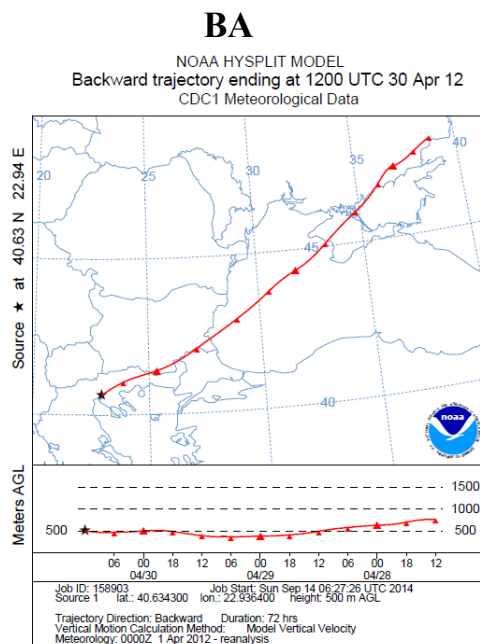 BA
NOAA HYSPLIT MODEL
Backward trajectory ending at 1200 UTC 30 Apr 12
CDC1 Meteorological Data
Source ★ at 40.63 N 22.94 E
20
25
30
35
40
45
40
noaa
Meters AGL
1500
1000
500
500
06 00 18 12 06 00 18 12 06 00 18 12
04/30 04/29 04/28
Job ID: 158903 Job Start: Sun Sep 14 06:27:26 UTC 2014
Source 1 lat.: 40.634300 lon.: 22.936400 height: 500 m AGL
Trajectory Direction: Backward Duration: 72 hrs
Vertical Motion Calculation Method: Model Vertical Velocity
Meteorology: 0000Z 1 Apr 2012 - reanalysis